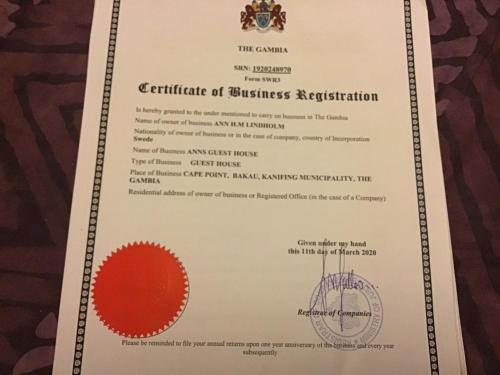 THE GAMBIA
SRN: 1920248970
Form SWR3
Certificate of Business Registration
Is hereby granted to the under mentioned to carry on business in The Gambia
Name of owner of business ANN H.M LINDHOLM
Nationality of owner of business or in the case of company, country of Incorporation
Swede
Name of Business ANNS GUEST HOUSE
Type of Business GUEST HOUSE
Place of Business CAPE POINT, BAKAU, KANIFING MUNICIPALITY, THE
GAMBIA
Residential address of owner of business or Registered Office (in the case of a Company)
Given under my hand
this 11th day of March 2020
Registrar of Companies
Please be reminded to file your annual returns upon one year anniversary of the business and every year
subsequently